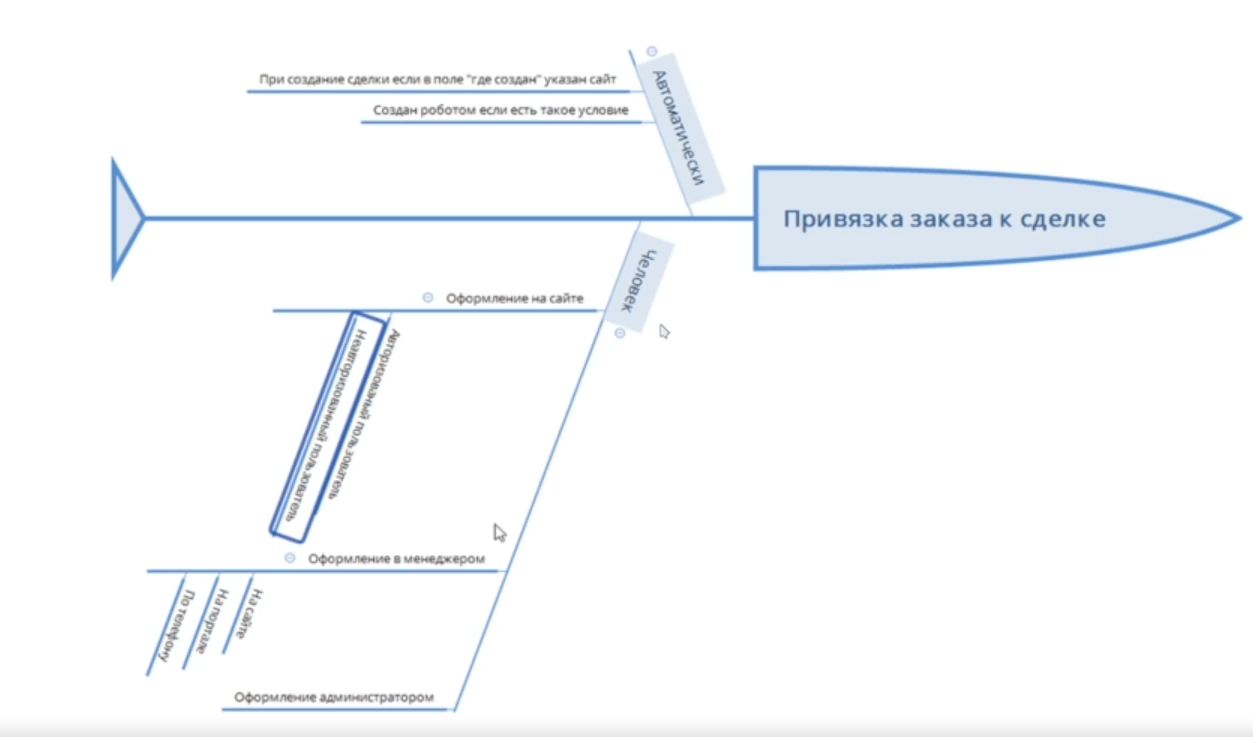 При создание сделки если в поле "где создан" указан сайт
Создан роботом если есть такое условие
Автоматически
Привязка заказа к сделке
Человек
Оформление на сайте
Авторизованый пользователь
Неавторизованный пользователь
Оформление в менеджером
На сайте
На портале
По телефону
Оформление администратором